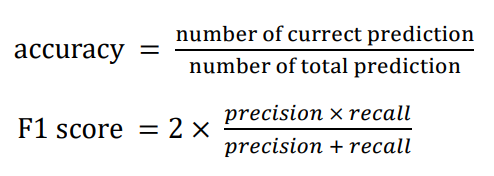 accuracy = number of currect prediction / number of total prediction
F1 score = 2 × precision × recall / precision + recall